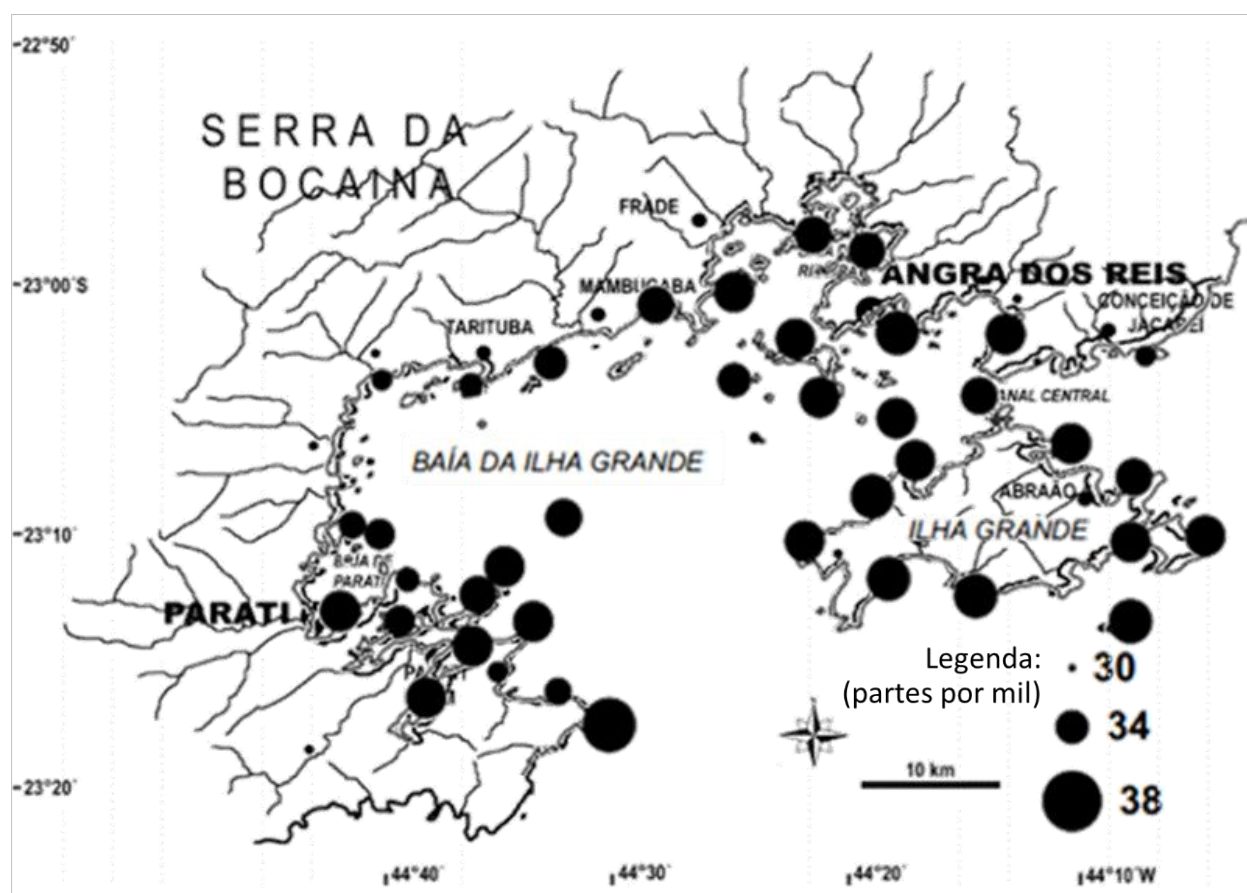 22°50´
SERRA DA
BOCAINA
FRADE
23°00´S
MAMBUCABA
ANGRA DOS REIS
CONCEIÇÃO DE
JACAREÍ
TARITUBA
ANAL CENTRAL
BAÍA DA ILHA GRANDE
ABRAÃO
ILHA GRANDE
23°10´
PARATI
PARATI
Legenda:
(partes por mil)
30
34
38
10 km
23°20´
44°40´
44°30´
44°20´
44°10´W